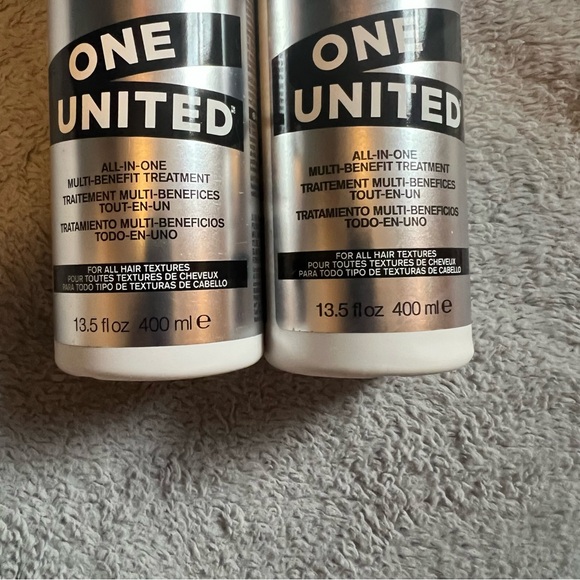 ONE
UNITED
ALL-IN-ONE
MULTI-BENEFIT TREATMENT
TRAITEMENT MULTI-BENEFICES
TOUT-EN-UN
TRATAMIENTO MULTI-BENEFICIOS
TODO-EN-UNO
FOR ALL HAIR TEXTURES
POUR TOUTES TEXTURES DE CHEVEUX
PARA TODO TIPO DE TEXTURAS DE CABELLO
13.5 fl oz 400 ml e
ONE
UNITED
ALL-IN-ONE
MULTI-BENEFIT TREATMENT
TRAITEMENT MULTI-BENEFICES
TOUT-EN-UN
TRATAMIENTO MULTI-BENEFICIOS
TODO-EN-UNO
FOR ALL HAIR TEXTURES
POUR TOUTES TEXTURES DE CHEVEUX
PARA TODO TIPO DE TEXTURAS DE CABELLO
13.5 fl oz 400 ml e